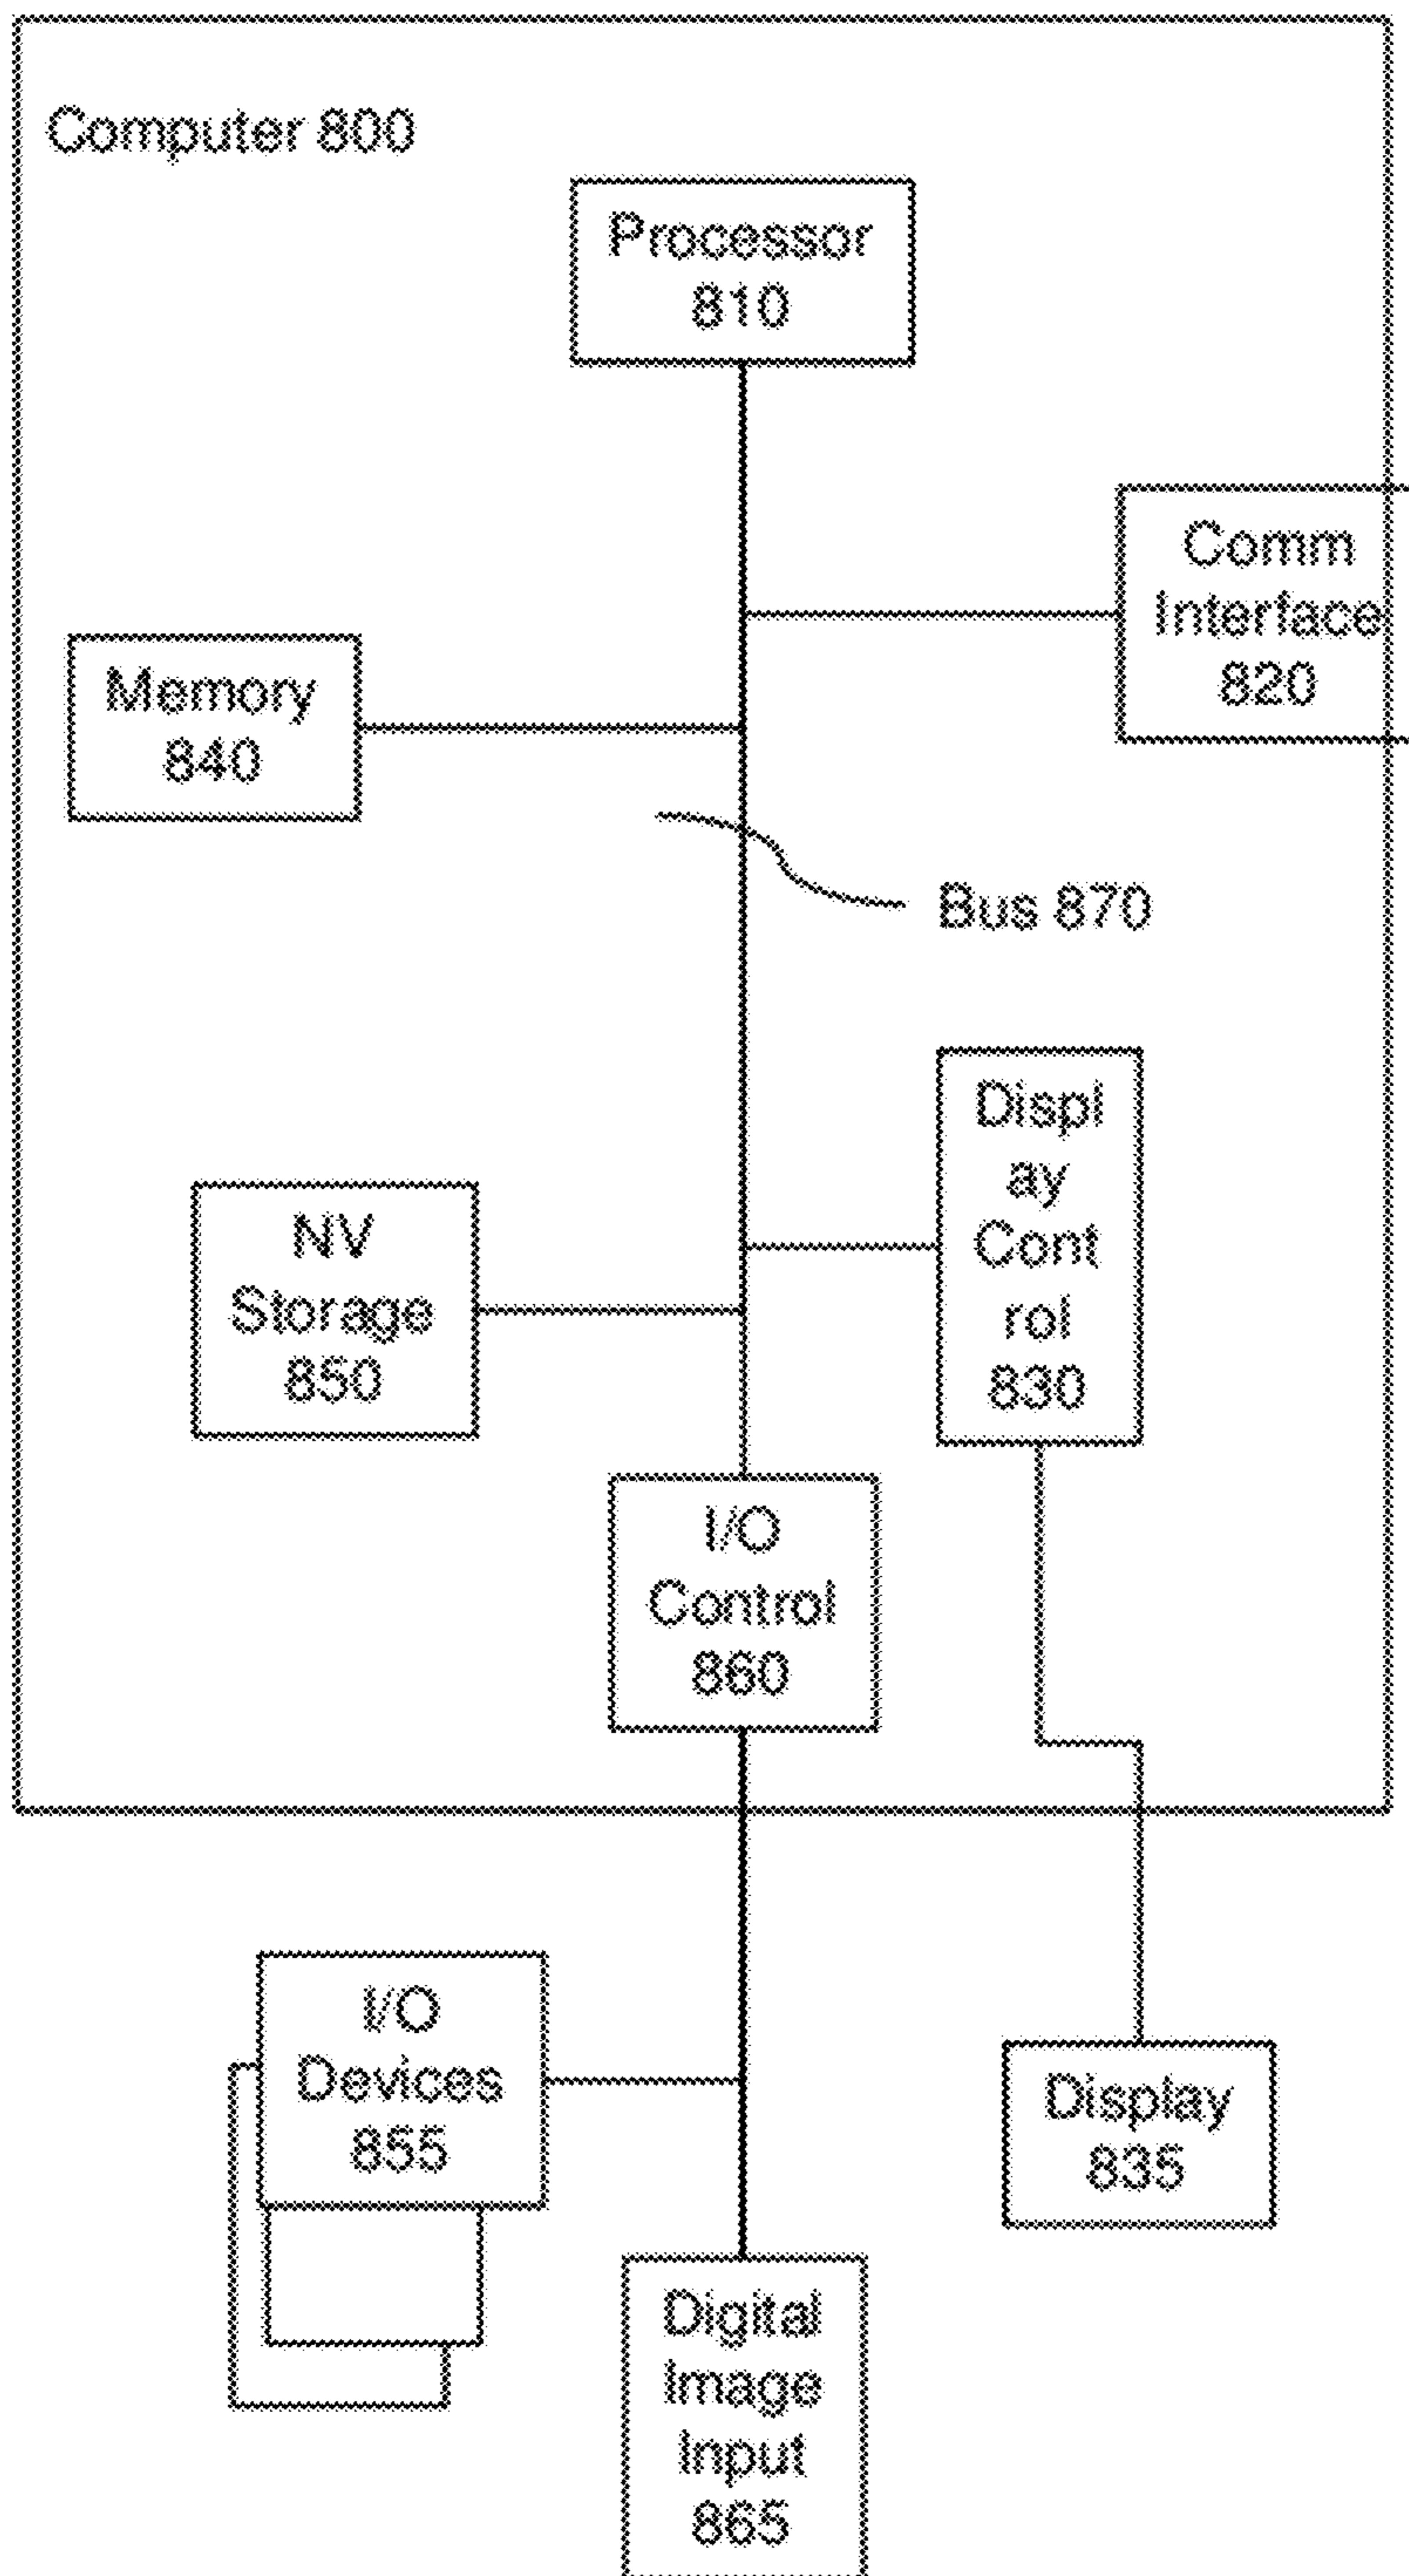 Computer 800
Processor
810
Comm
Interface
820
Memory
840
Bus 870
Displ
ay
Cont
rol
830
NV
Storage
850
I/O
Control
860
I/O
Devices
855
Display
835
Digital
Image
Input
865